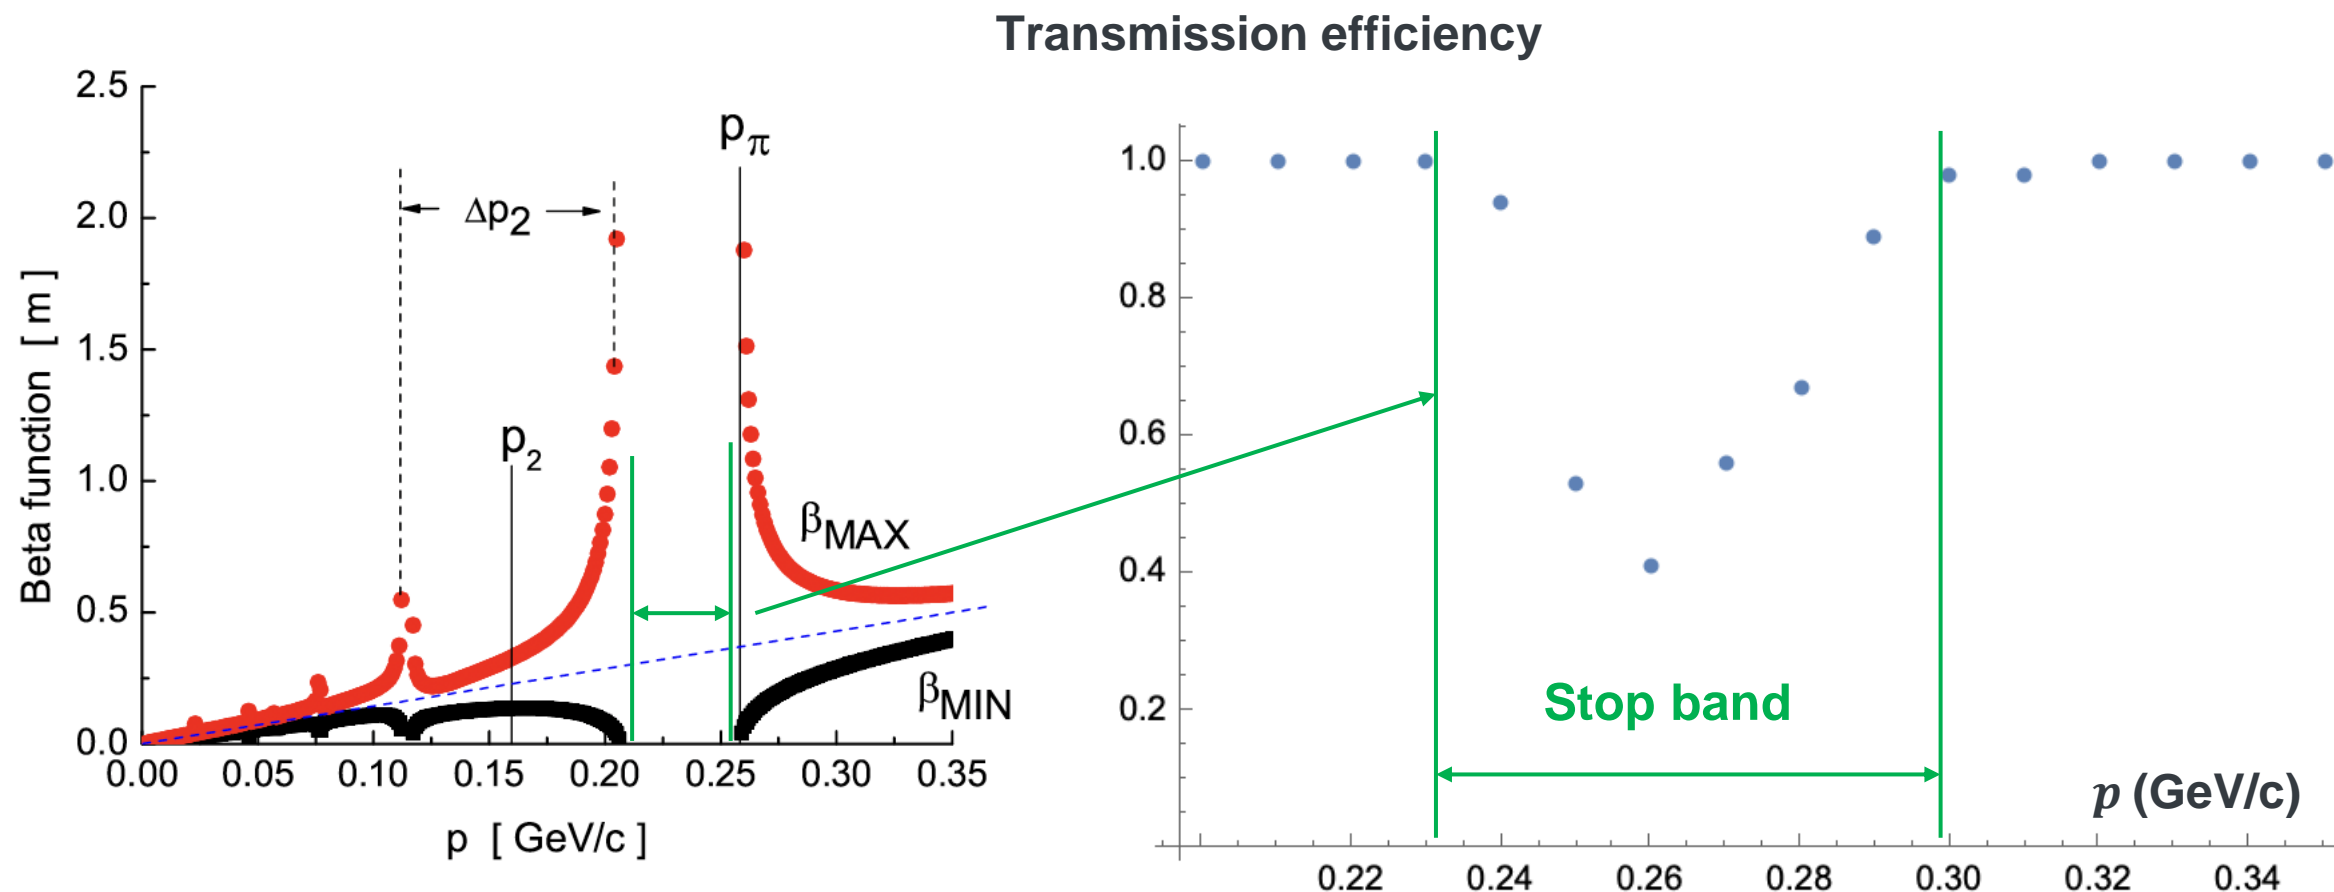 Transmission efficiency
2.5
2.0
1.5
1.0
0.5
0.0
Beta function [ m ]
0.00 0.05 0.10 0.15 0.20 0.25 0.30 0.35
p [ GeV/c ]
Δp2
p2
pπ
βMAX
βMIN
1.0
0.8
0.6
0.4
0.2
Stop band
p (GeV/c)
0.22 0.24 0.26 0.28 0.30 0.32 0.34